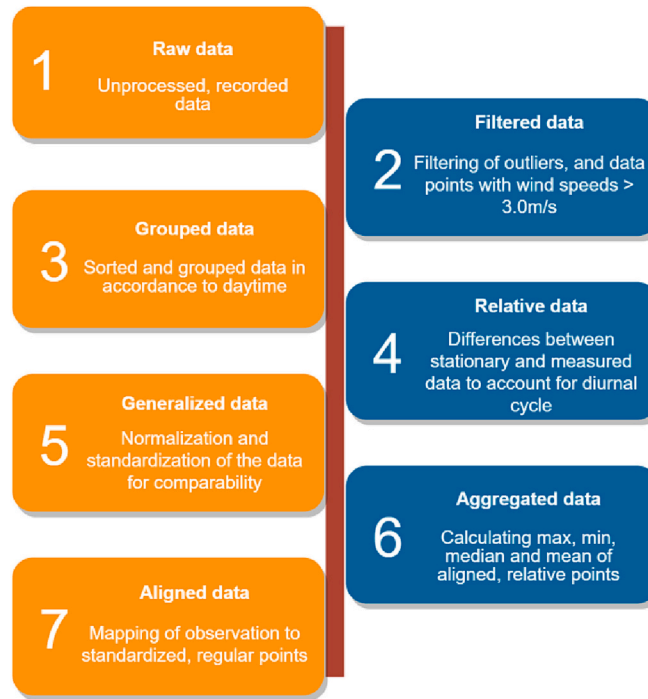 1
Raw data
Unprocessed, recorded
data
2
Filtered data
Filtering of outliers, and data
points with wind speeds >
3.0m/s
3
Grouped data
Sorted and grouped data in
accordance to daytime
4
Relative data
Differences between
stationary and measured
data to account for diurnal
cycle
5
Generalized data
Normalization and
standardization of the data
for comparability
6
Aggregated data
Calculating max, min,
median and mean of
aligned, relative points
7
Aligned data
Mapping of observation to
standardized, regular points